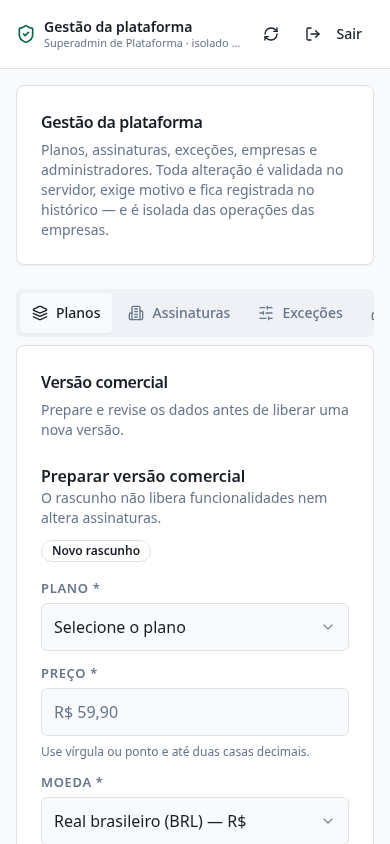 Gestão da plataforma
Superadmin de Plataforma · isolado ...
Sair
Gestão da plataforma
Planos, assinaturas, exceções, empresas e
administradores. Toda alteração é validada no
servidor, exige motivo e fica registrada no
histórico — e é isolada das operações das
empresas.
Planos
Assinaturas
Exceções
Versão comercial
Prepare e revise os dados antes de liberar uma
nova versão.
Preparar versão comercial
O rascunho não libera funcionalidades nem
altera assinaturas.
Novo rascunho
PLANO *
Selecione o plano
PREÇO *
R$ 59,90
Use vírgula ou ponto e até duas casas decimais.
MOEDA *
Real brasileiro (BRL) — R$